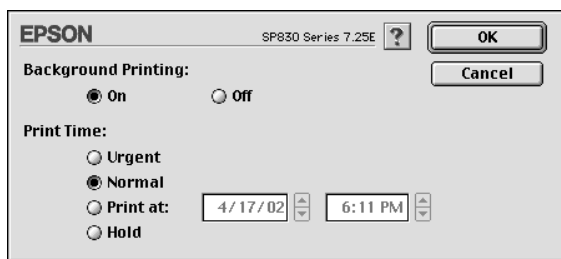 EPSON SP830 Series 7.25E ? OK
Background Printing: Cancel
On Off
Print Time:
Urgent
Normal
Print at: 4/17/02 6:11 PM
Hold